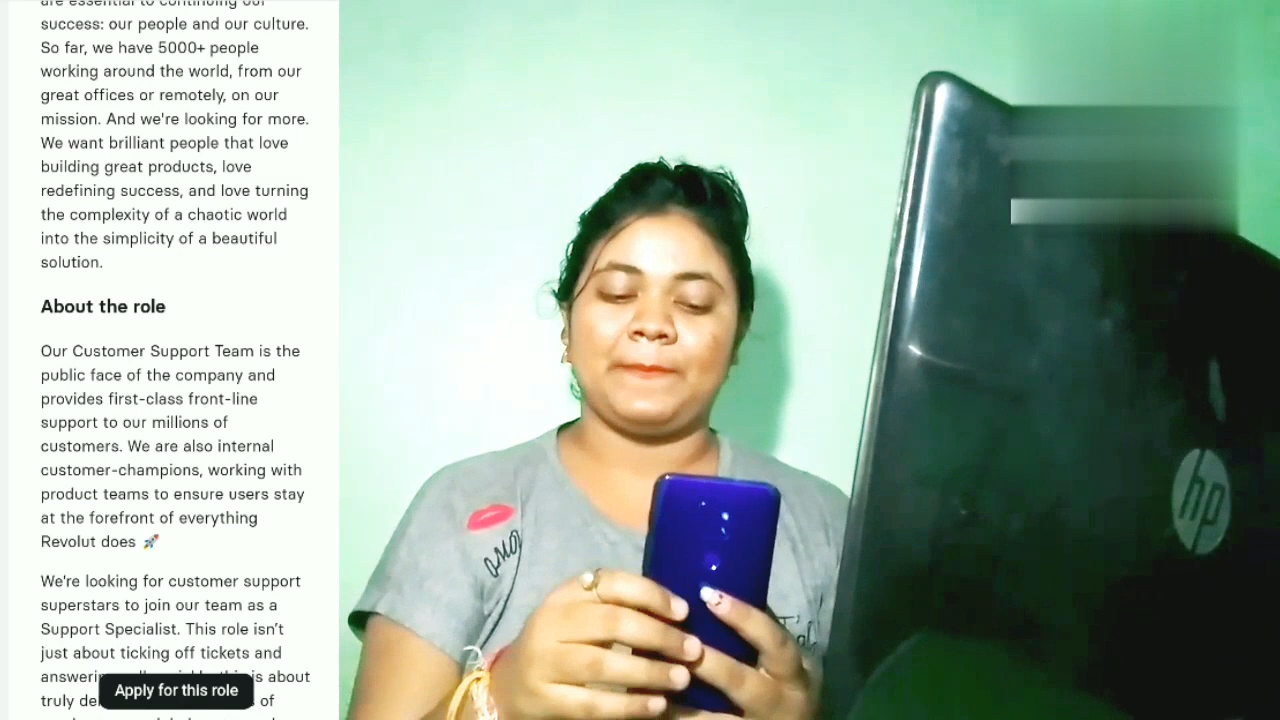 are essential to continuing our
success: our people and our culture.
So far, we have 5000+ people
working around the world, from our
great offices or remotely, on our
mission. And we're looking for more.
We want brilliant people that love
building great products, love
redefining success, and love turning
the complexity of a chaotic world
into the simplicity of a beautiful
solution.
About the role
Our Customer Support Team is the
public face of the company and
provides first-class front-line
support to our millions of
customers. We are also internal
customer-champions, working with
product teams to ensure users stay
at the forefront of everything
Revolut does 🚀
We're looking for customer support
superstars to join our team as a
Support Specialist. This role isn't
just about ticking off tickets and
is about
truly
of
Apply for this role
hp